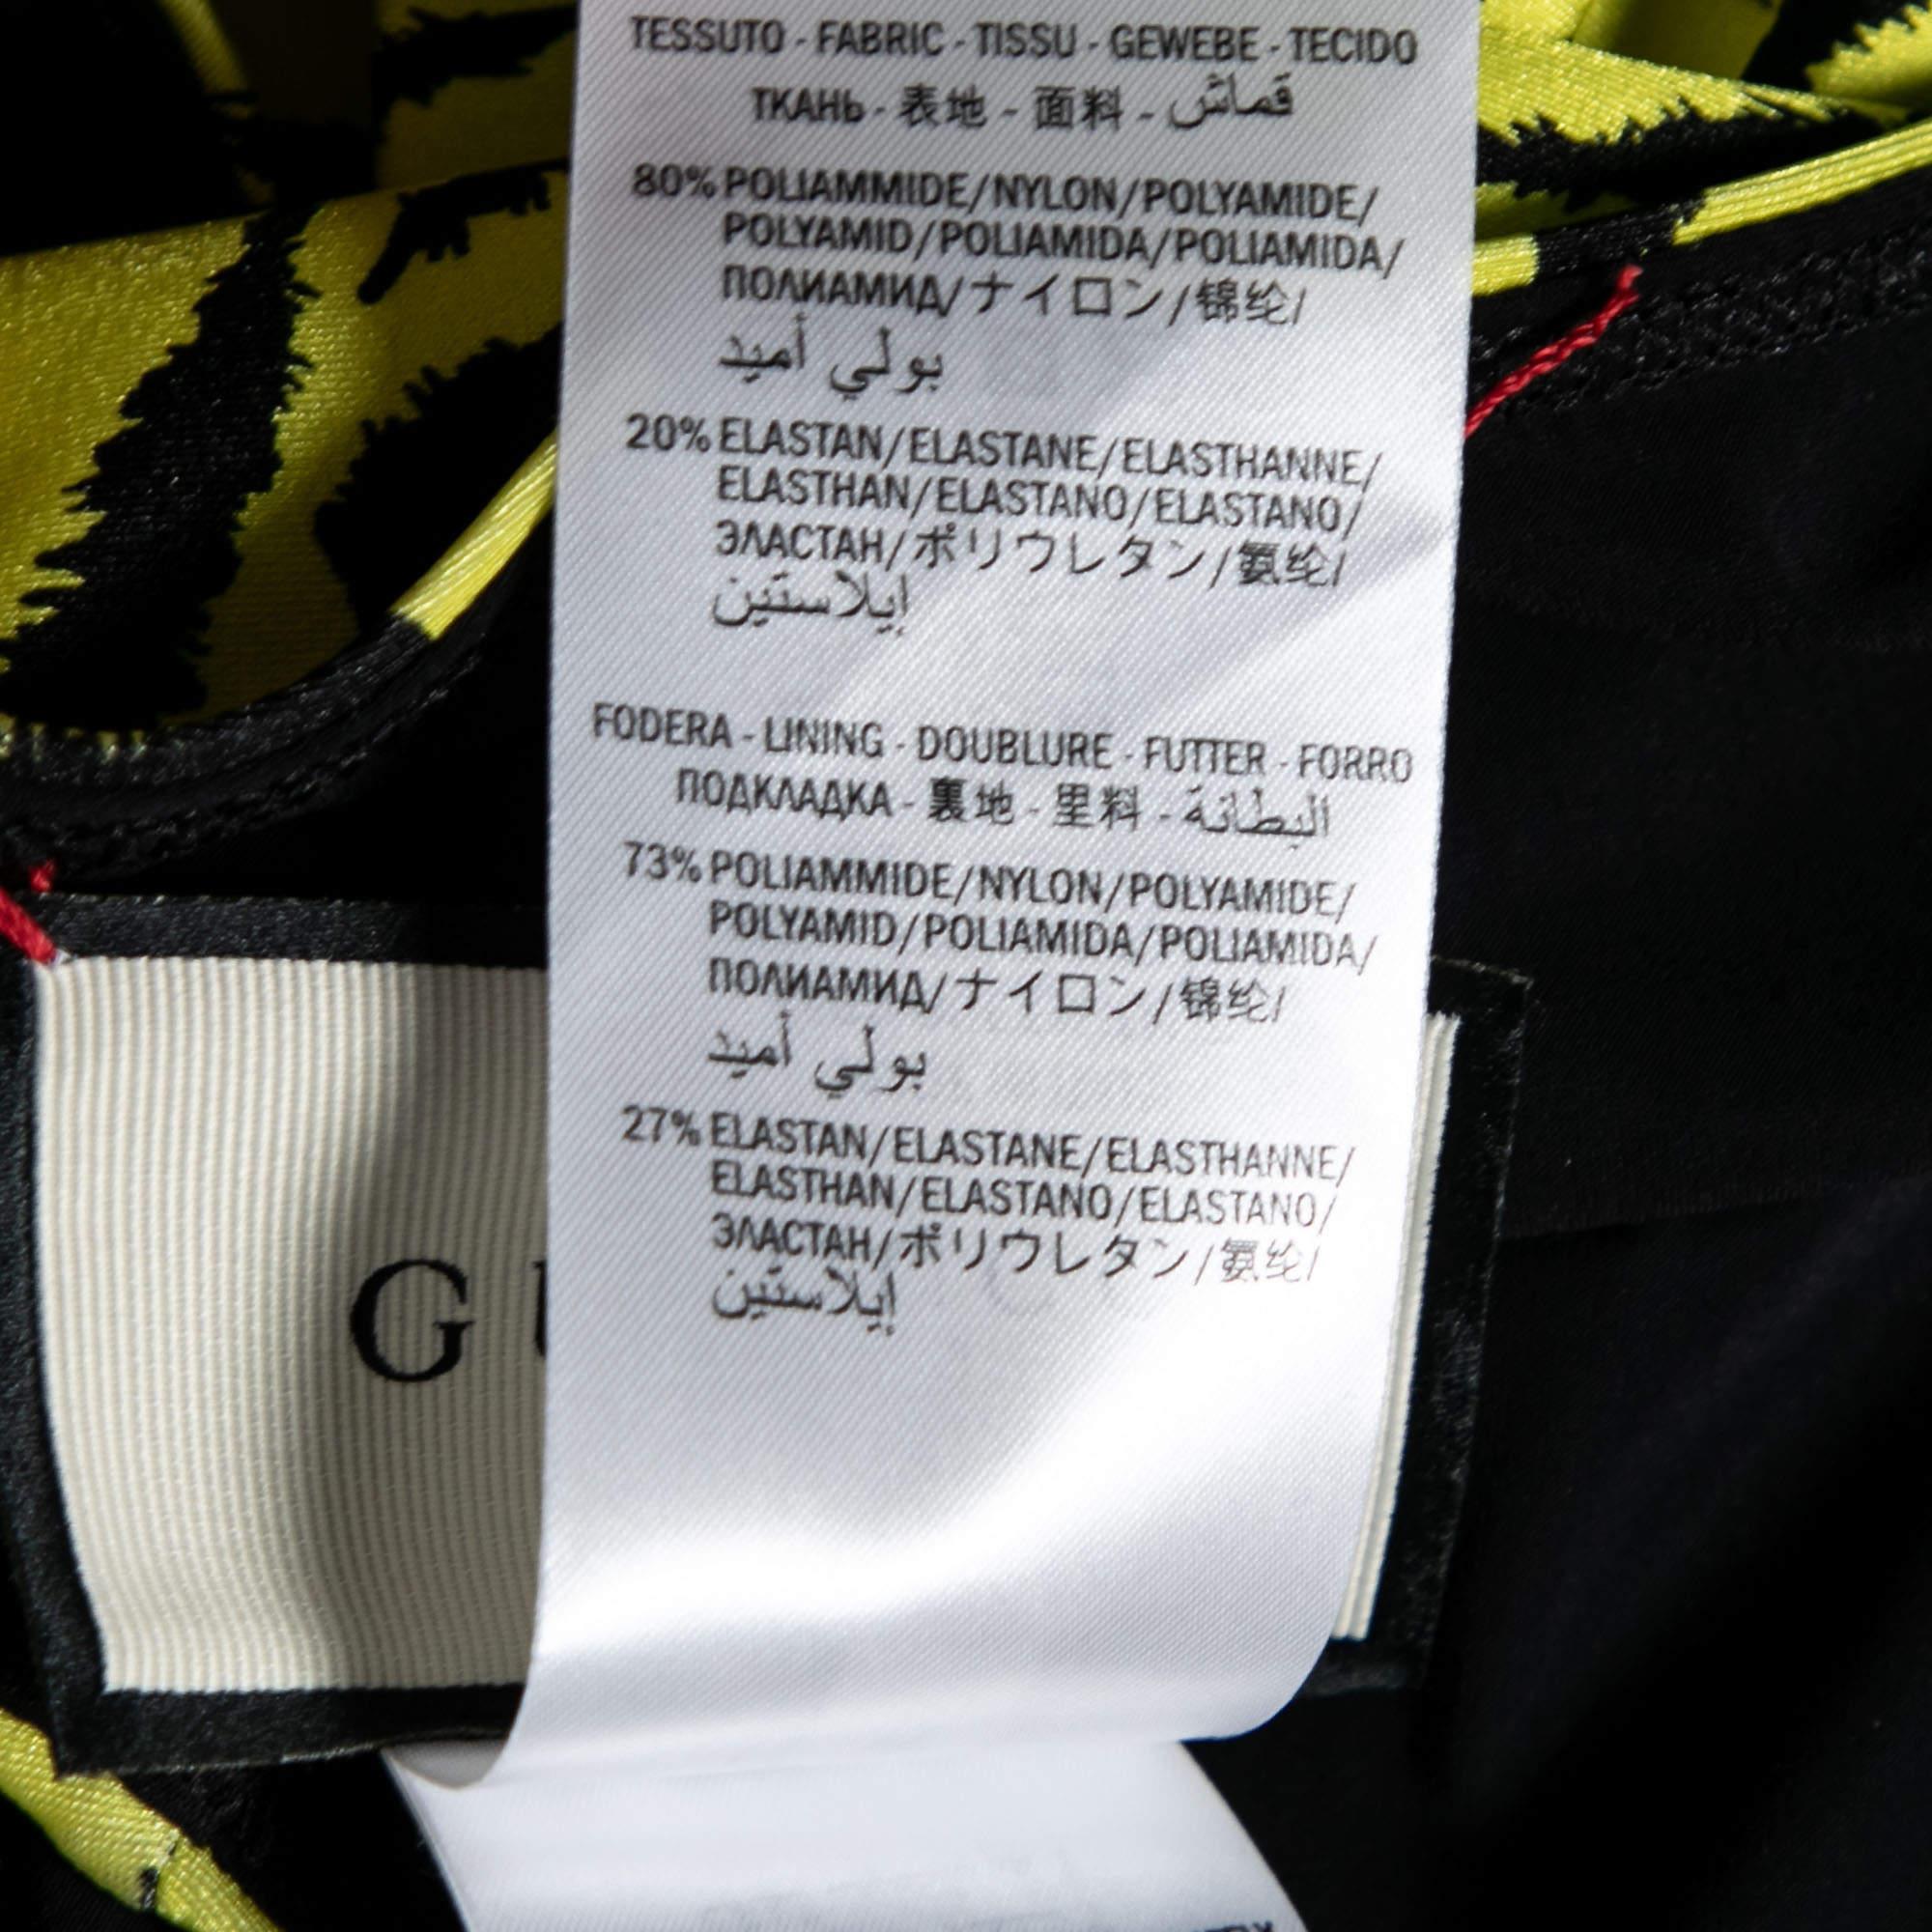 TESSUTO - FABRIC - TISSU - GEWEBE - TECIDO
ТКАНЬ - 表地 - 面料 - قماش
80% POLIAMMIDE/NYLON/POLYAMIDE/
POLYAMID/POLIAMIDA/POLIAMIDA/
ПОЛИАМИД/ナイロン/锦纶/
بولي أميد
20% ELASTAN/ELASTANE/ELASTHANNE/
ELASTHAN/ELASTANO/ELASTANO/
ЭЛАСТАН/ポリウレタン/氨纶/
إيلاستين
FODERA - LINING - DOUBLURE - FUTTER - FORRO
ПОДКЛАДКА - 裏地 - 里料 - البطانة
73% POLIAMMIDE/NYLON/POLYAMIDE/
POLYAMID/POLIAMIDA/POLIAMIDA/
ПОЛИАМИД/ナイロン/锦纶/
بولي أميد
27% ELASTAN/ELASTANE/ELASTHANNE/
ELASTHAN/ELASTANO/ELASTANO/
ЭЛАСТАН/ポリウレタン/氨纶/
إيلاستين
G